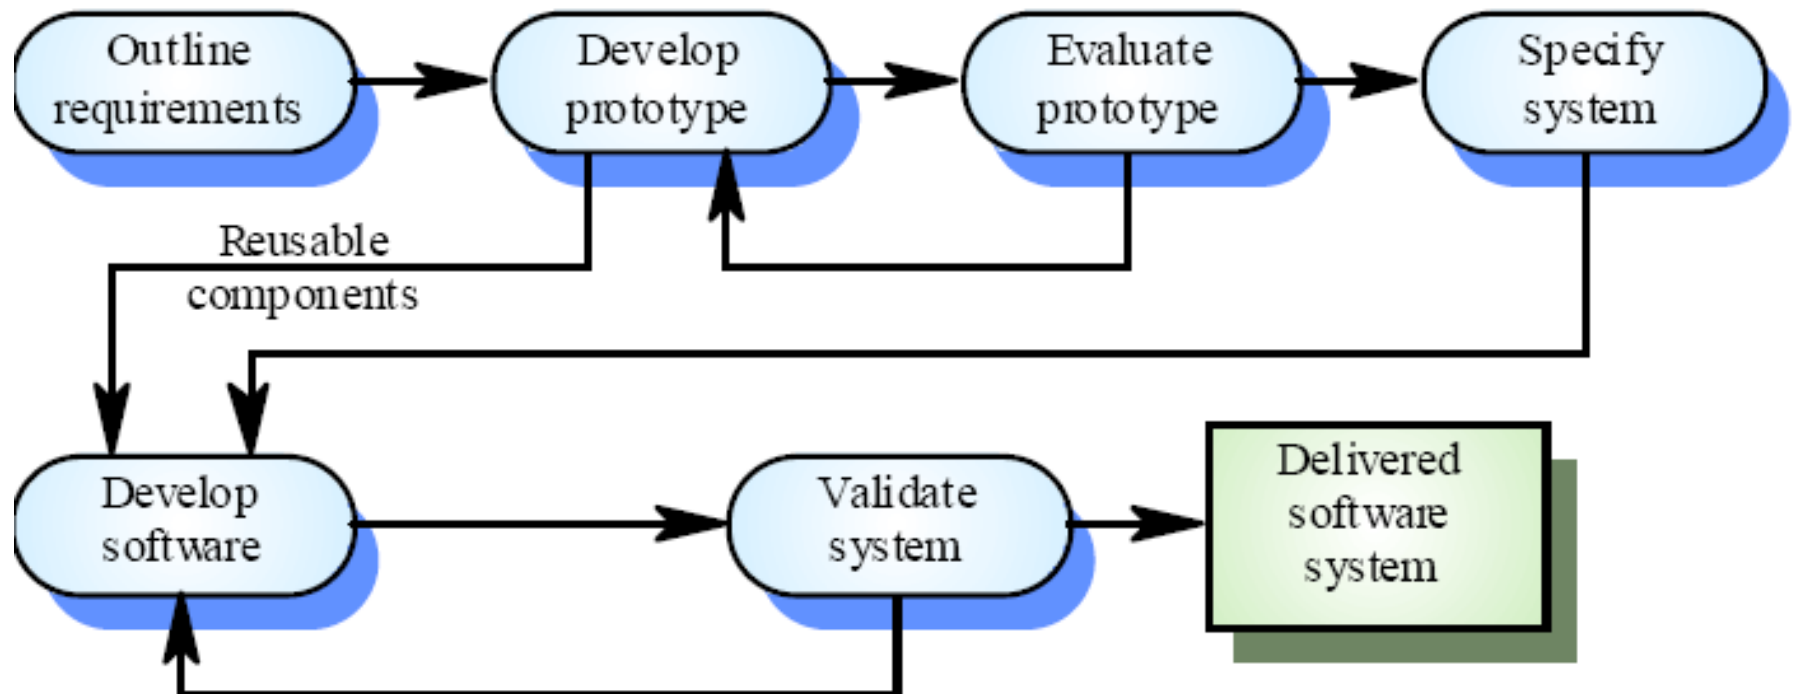 Outline
requirements
Develop
prototype
Evaluate
prototype
Specify
system
Reusable
components
Develop
software
Validate
system
Delivered
software
system